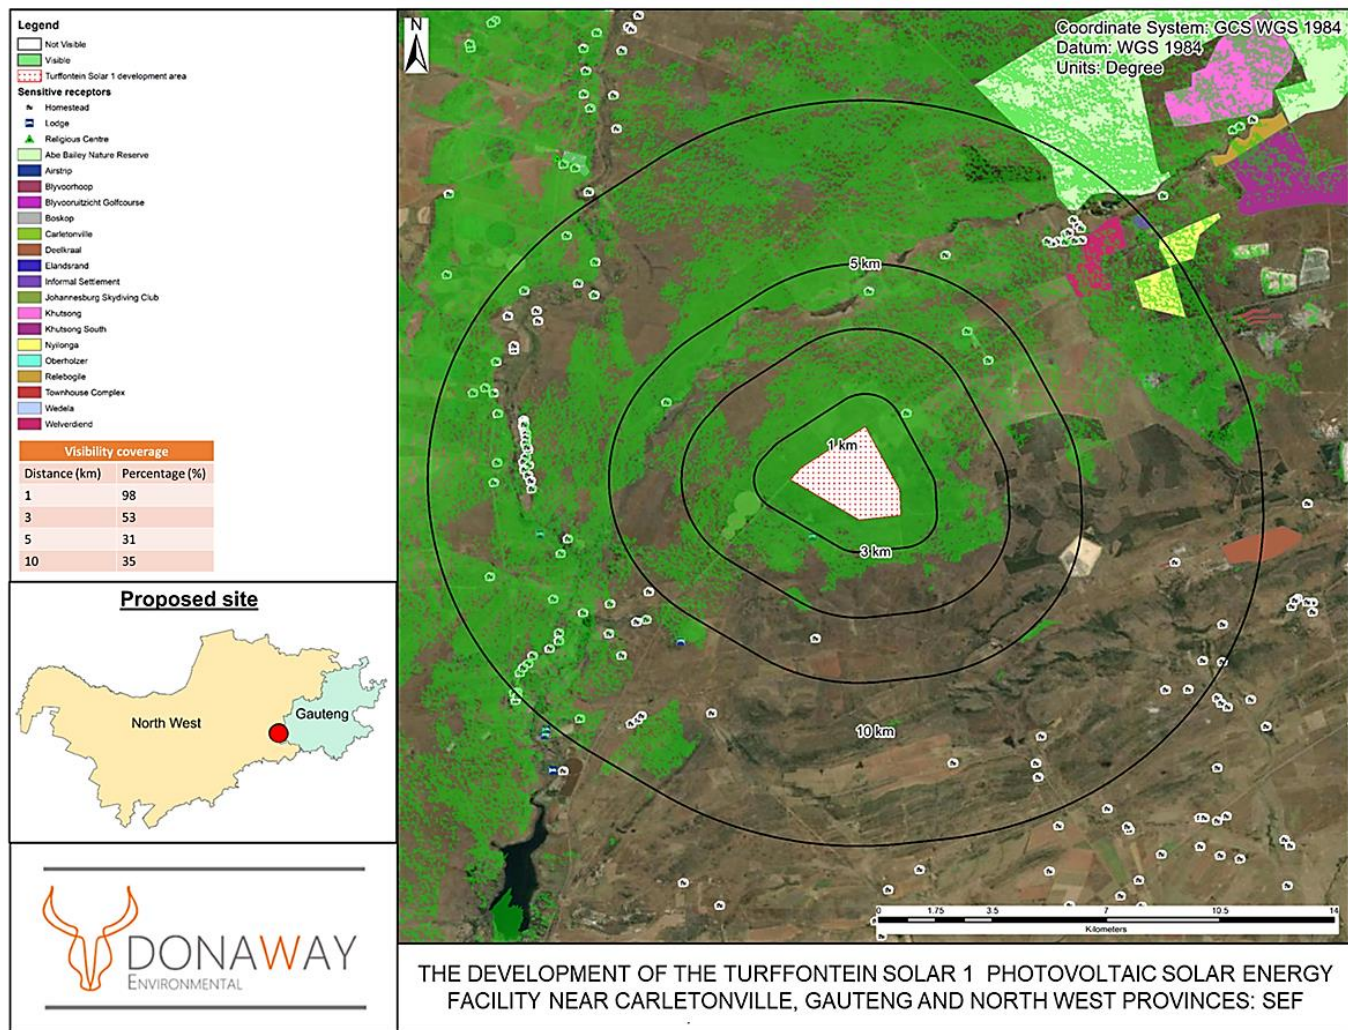 Legend
Not Visible
Visible
Turffontein Solar 1 development area
Sensitive receptors
Homestead
Lodge
Religious Centre
Abe Bailey Nature Reserve
Airstrip
Blyvoorhoop
Blyvooruitzicht Golfcourse
Boskop
Carletonville
Deelkraal
Elandsrand
Informal Settlement
Johannesburg Skydiving Club
Khutsong
Khutsong South
Nyilonga
Oberholzer
Relebogile
Townhouse Complex
Wedela
Welverdiend
Visibility coverage
Distance (km) Percentage (%)
1 98
3 53
5 31
10 35
Proposed site
North West
Gauteng
DONAWAY
ENVIRONMENTAL
N
Coordinate System: GCS WGS 1984
Datum: WGS 1984
Units: Degree
5 km
1 km
3 km
10 km
0 1.75 3.5 7 10.5 14
Kilometers
THE DEVELOPMENT OF THE TURFFONTEIN SOLAR 1 PHOTOVOLTAIC SOLAR ENERGY
FACILITY NEAR CARLETONVILLE, GAUTENG AND NORTH WEST PROVINCES: SEF